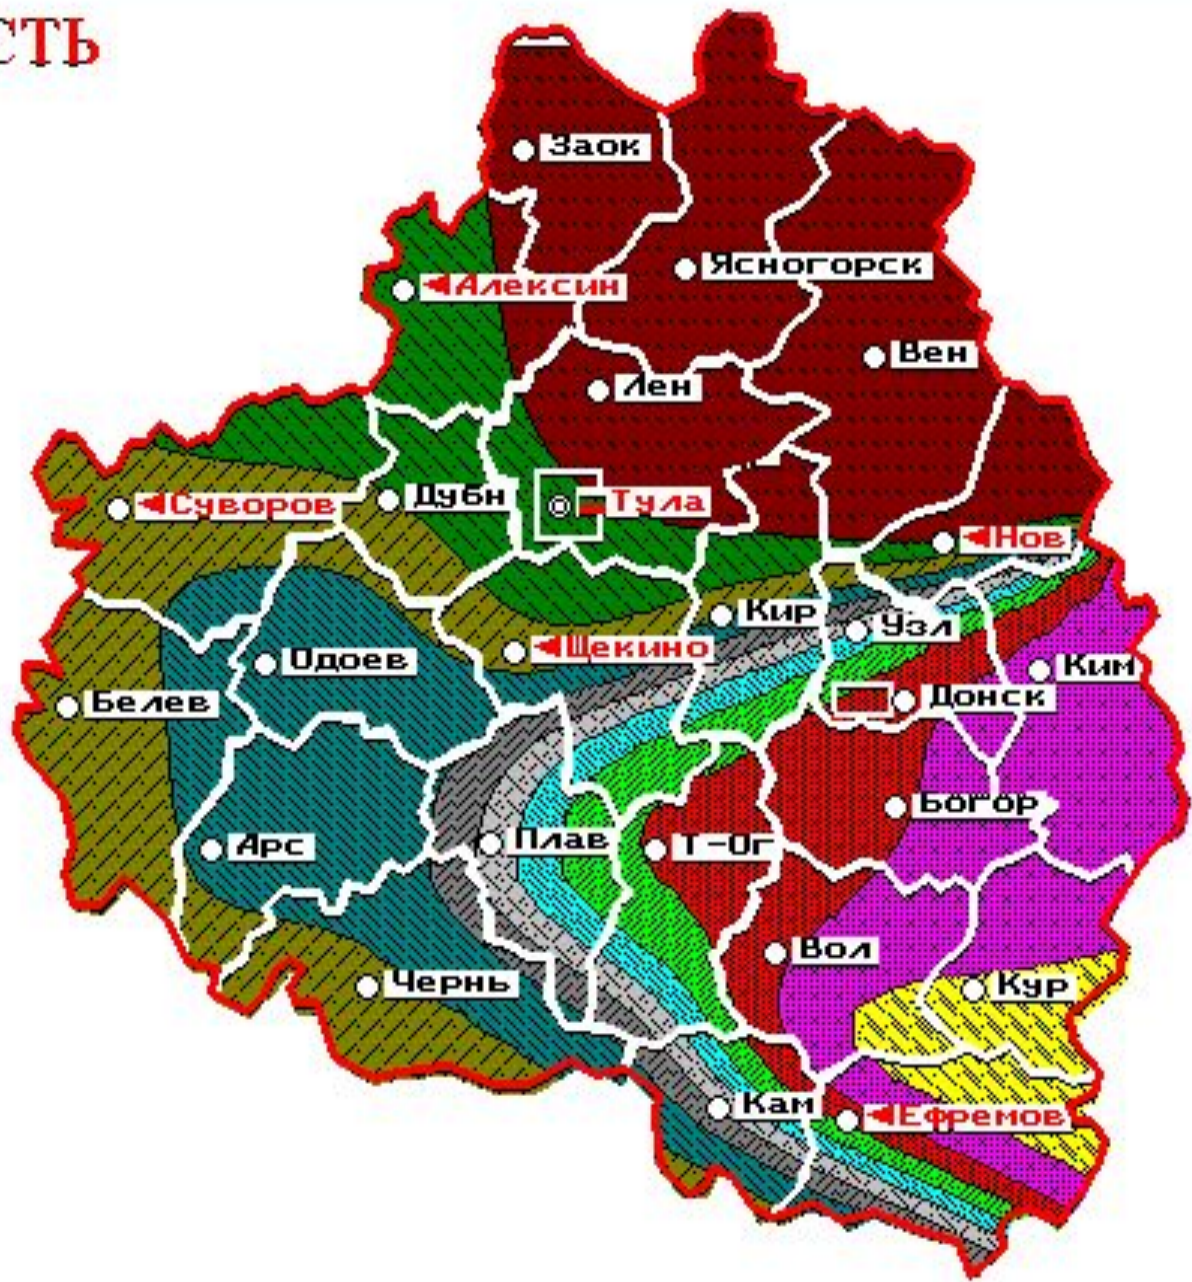 СТЬ
Заок
Ясногорск
Алексин
Вен
Лен
Дубн
Суворов
Тула
Нов
Кир
Узл
Щекино
Одоев
Ким
Белев
Донск
Богор
Арс
Плав
Т-Ог
Вол
Чернь
Кур
Кам
Ефремов